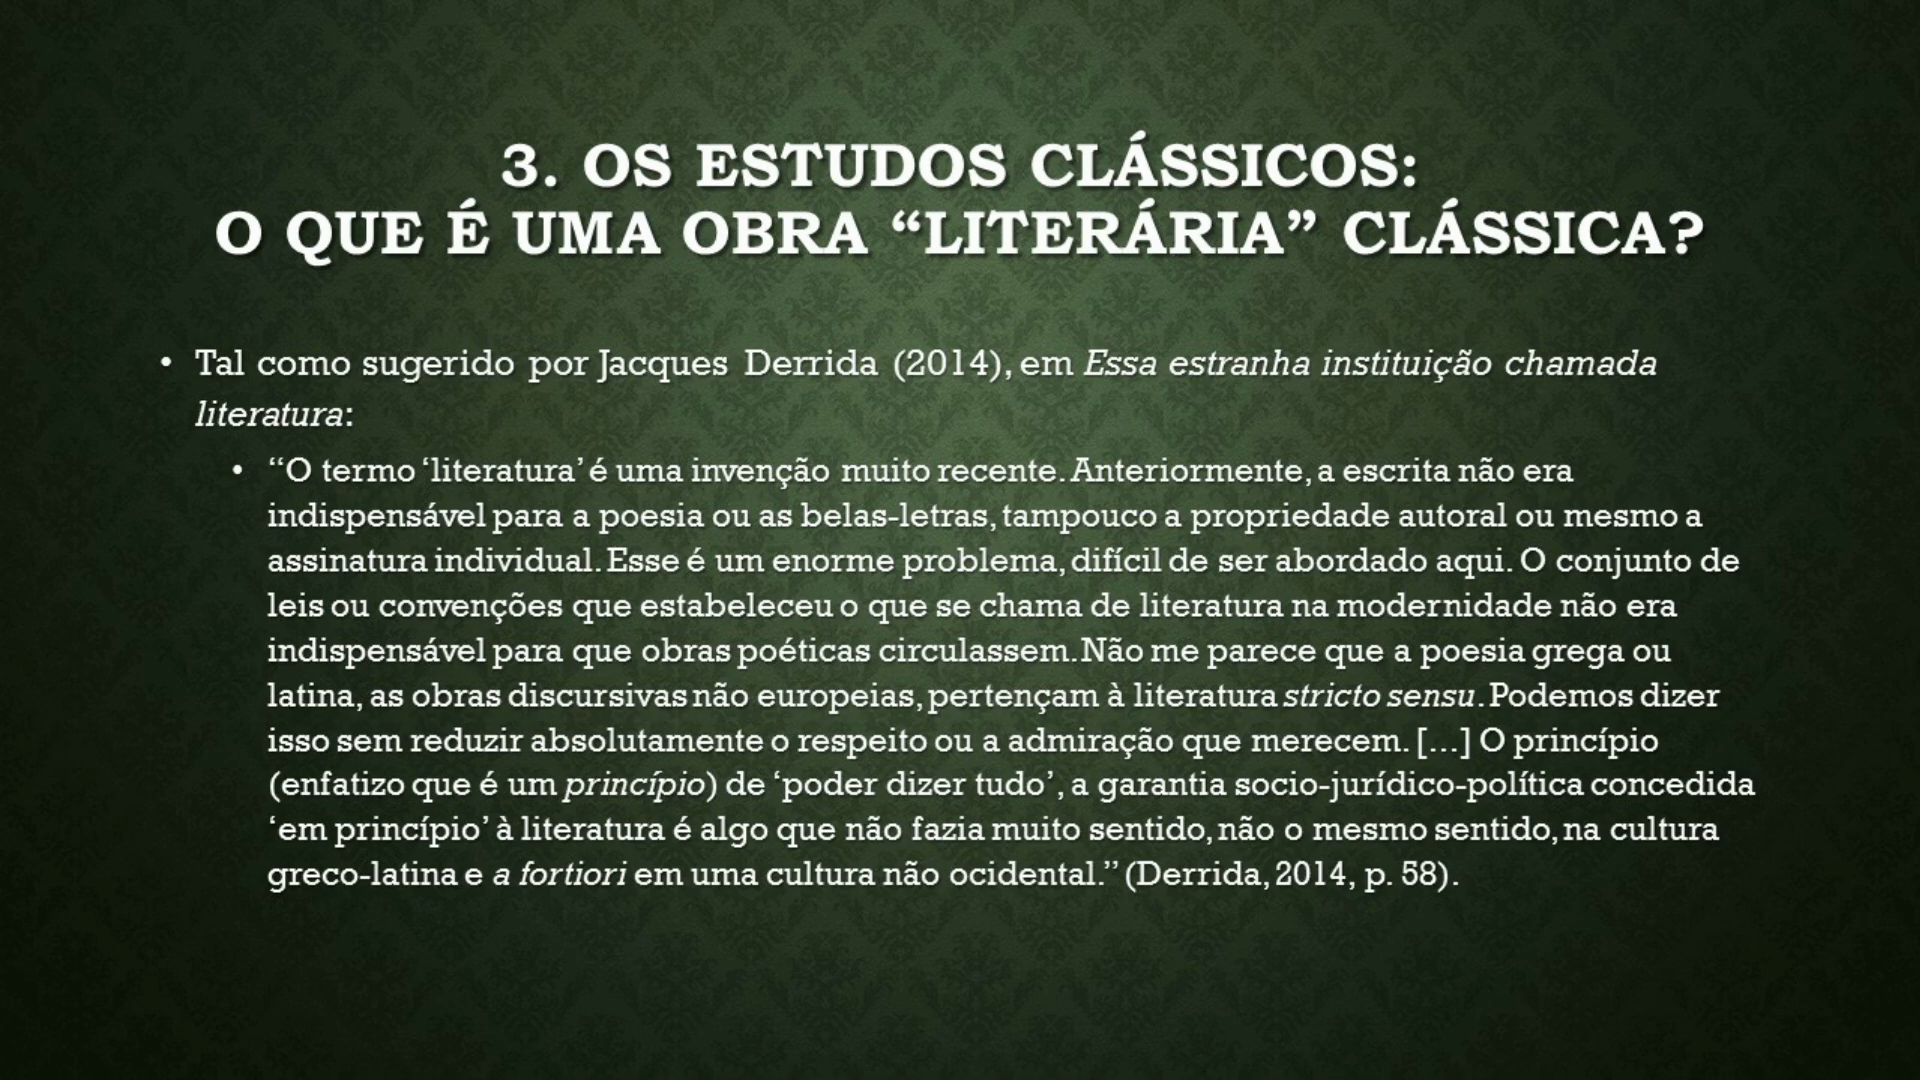 3. OS ESTUDOS CLÁSSICOS:
O QUE É UMA OBRA “LITERÁRIA” CLÁSSICA?
• Tal como sugerido por Jacques Derrida (2014), em Essa estranha instituição chamada
literatura:
• “O termo ‘literatura’ é uma invenção muito recente. Anteriormente, a escrita não era
indispensável para a poesia ou as belas-letras, tampouco a propriedade autoral ou mesmo a
assinatura individual. Esse é um enorme problema, difícil de ser abordado aqui. O conjunto de
leis ou convenções que estabeleceu o que se chama de literatura na modernidade não era
indispensável para que obras poéticas circulassem. Não me parece que a poesia grega ou
latina, as obras discursivas não europeias, pertençam à literatura stricto sensu. Podemos dizer
isso sem reduzir absolutamente o respeito ou a admiração que merecem. [...] O princípio
(enfatizo que é um princípio) de ‘poder dizer tudo’, a garantia socio-jurídico-política concedida
‘em princípio’ à literatura é algo que não fazia muito sentido, não o mesmo sentido, na cultura
greco-latina e a fortiori em uma cultura não ocidental.” (Derrida, 2014, p. 58).